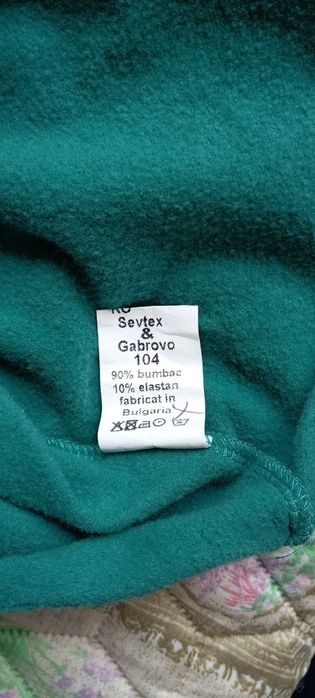 RO
Sevtex
&
Gabrovo
104
90% bumbac
10% elastan
fabricat in
Bulgaria